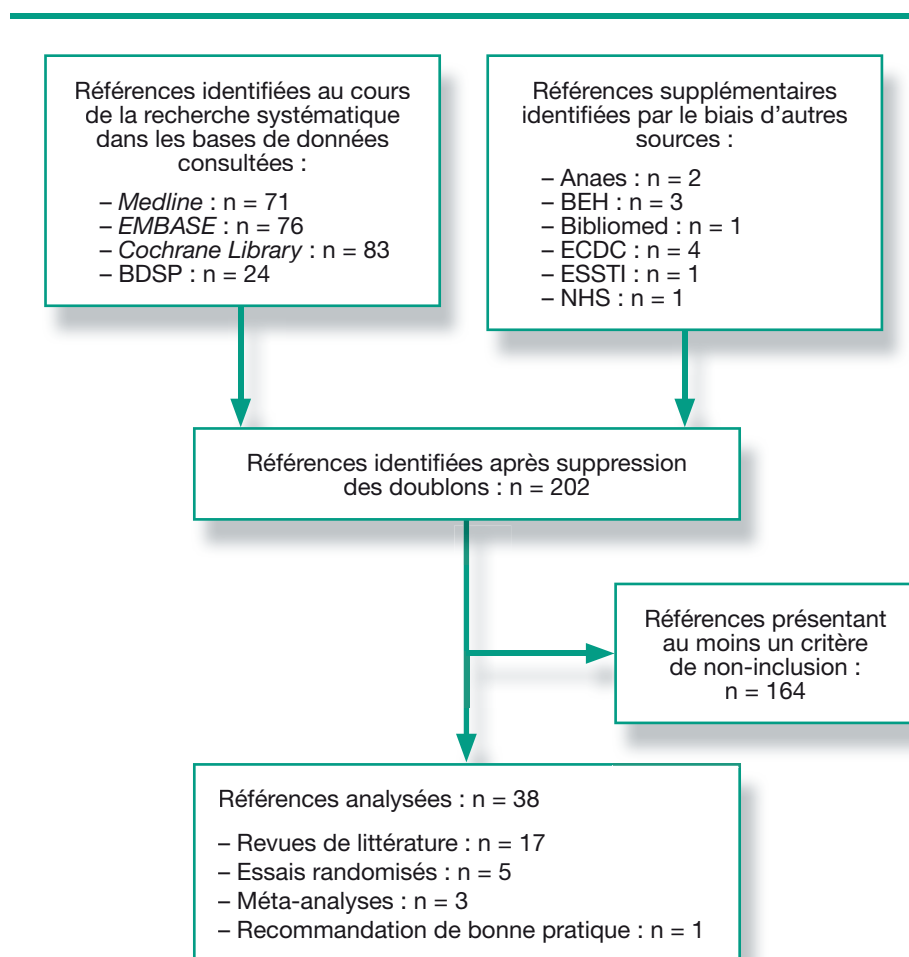 Références identifiées au cours
de la recherche systématique
dans les bases de données
consultées :
– Medline : n = 71
– EMBASE : n = 76
– Cochrane Library : n = 83
– BDSP : n = 24
Références supplémentaires
identifiées par le biais d’autres
sources :
– Anaes : n = 2
– BEH : n = 3
– Bibliomed : n = 1
– ECDC : n = 4
– ESSTI : n = 1
– NHS : n = 1
Références identifiées après suppression
des doublons : n = 202
Références présentant
au moins un critère
de non-inclusion :
n = 164
Références analysées : n = 38
– Revues de littérature : n = 17
– Essais randomisés : n = 5
– Méta-analyses : n = 3
– Recommandation de bonne pratique : n = 1